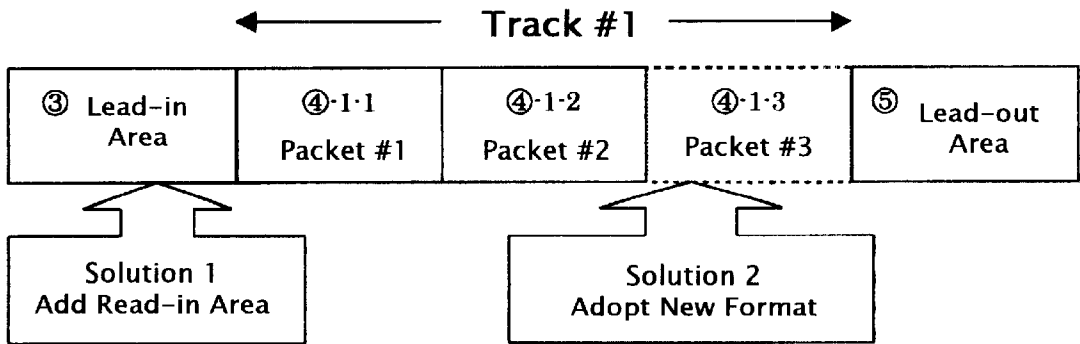 Track #1
③ Lead-in
Area
④-1-1
Packet #1
④-1-2
Packet #2
④-1-3
Packet #3
⑤ Lead-out
Area
Solution 1
Add Read-in Area
Solution 2
Adopt New Format